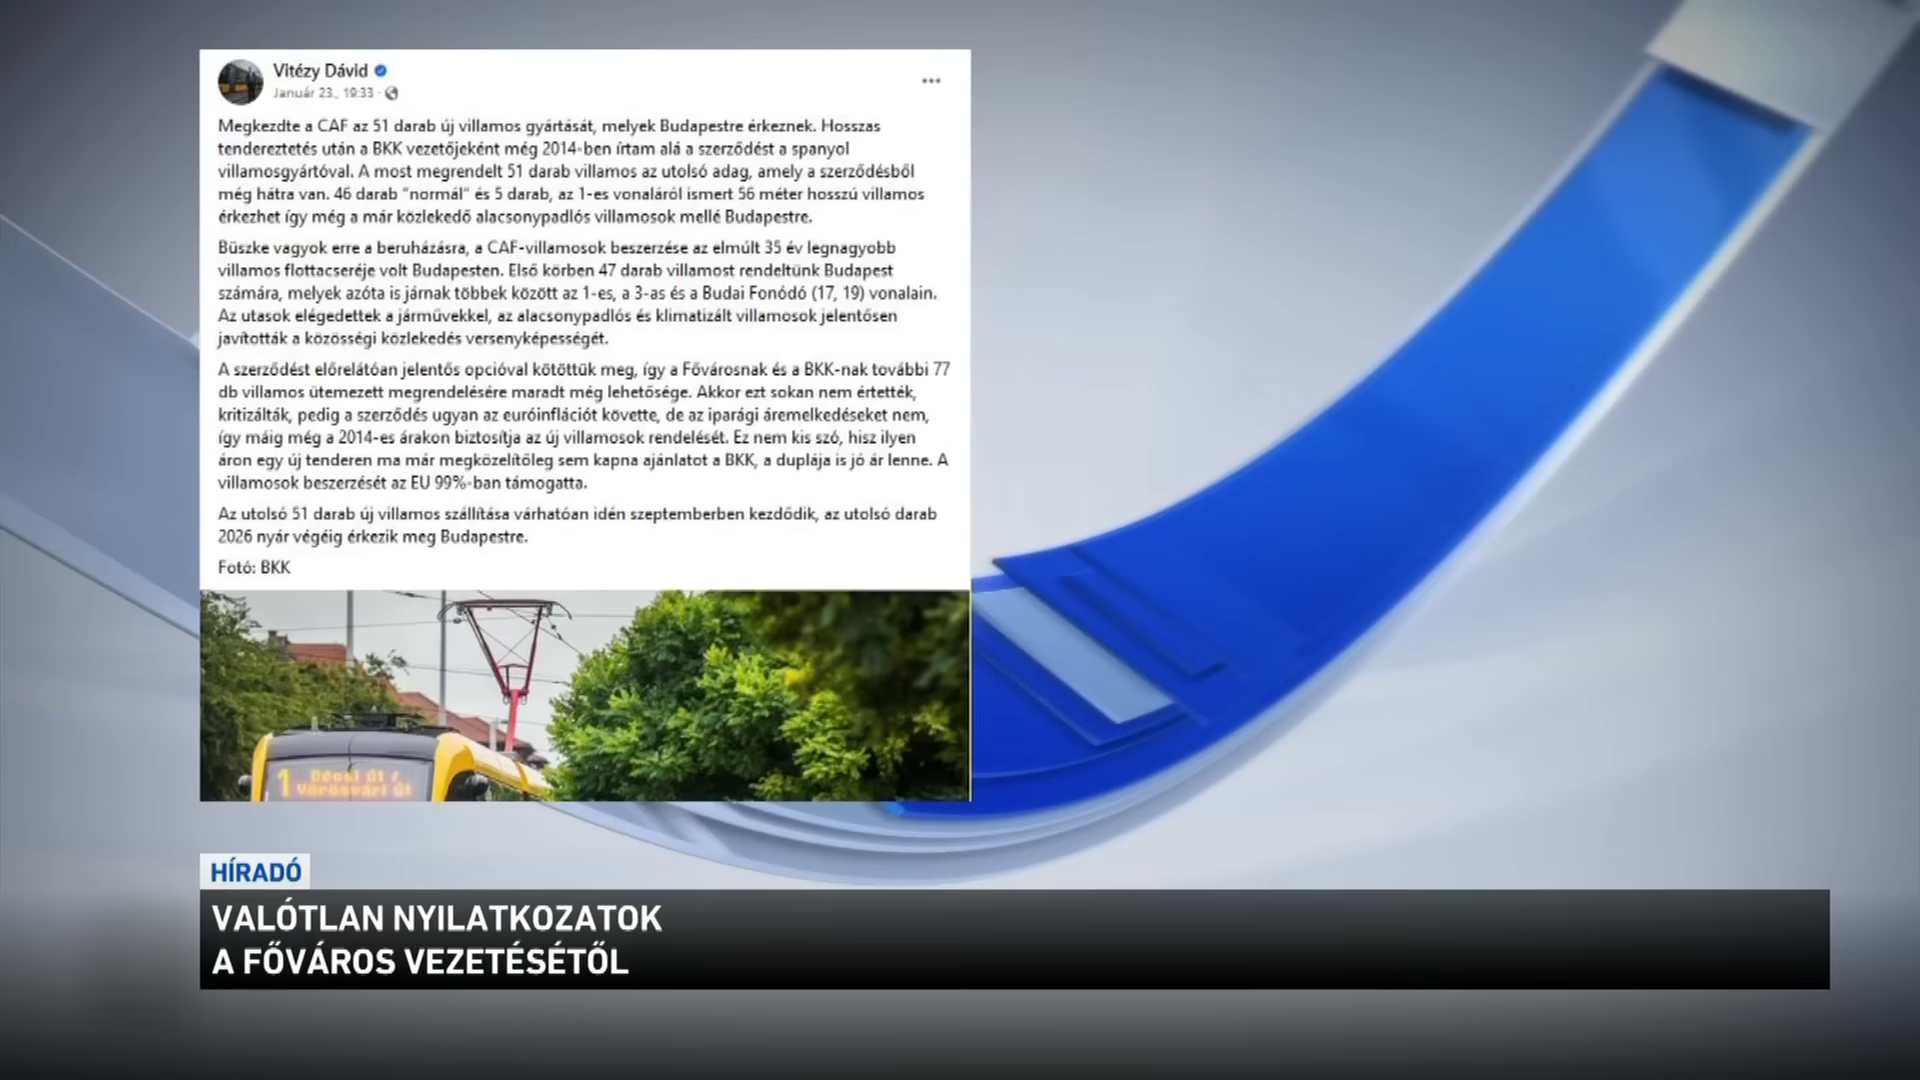 Vitézy Dávid
Január 23., 19:33 ·
Megkezdte a CAF az 51 darab új villamos gyártását, melyek Budapestre érkeznek. Hosszas
tendereztetés után a BKK vezetőjeként még 2014-ben írtam alá a szerződést a spanyol
villamosgyártóval. A most megrendelt 51 darab villamos az utolsó adag, amely a szerződésből
még hátra van. 46 darab "normál" és 5 darab, az 1-es vonaláról ismert 56 méter hosszú villamos
érkezhet így még a már közlekedő alacsonypadlós villamosok mellé Budapestre.
Büszke vagyok erre a beruházásra, a CAF-villamosok beszerzése az elmúlt 35 év legnagyobb
villamos flottacseréje volt Budapesten. Első körben 47 darab villamost rendeltünk Budapest
számára, melyek azóta is járnak többek között az 1-es, a 3-as és a Budai Fonódó (17, 19) vonalain.
Az utasok elégedettek a járművekkel, az alacsonypadlós és klimatizált villamosok jelentősen
javították a közösségi közlekedés versenyképességét.
A szerződést előrelátóan jelentős opcióval kötöttük meg, így a Fővárosnak és a BKK-nak további 77
db villamos ütemezett megrendelésére maradt még lehetősége. Akkor ezt sokan nem értették,
kritizálták, pedig a szerződés ugyan az euróinflációt követte, de az iparági áremelkedéseket nem,
így máig még a 2014-es árakon biztosítja az új villamosok rendelését. Ez nem kis szó, hisz ilyen
áron egy új tenderen ma már megközelítőleg sem kapna ajánlatot a BKK, a duplája is jó ár lenne. A
villamosok beszerzését az EU 99%-ban támogatta.
Az utolsó 51 darab új villamos szállítása várhatóan idén szeptemberben kezdődik, az utolsó darab
2026 nyár végéig érkezik meg Budapestre.
Fotó: BKK
1 Bécsi út /
Vörösvári út
HÍRADÓ
VALÓTLAN NYILATKOZATOK
A FŐVÁROS VEZETÉSÉTŐL